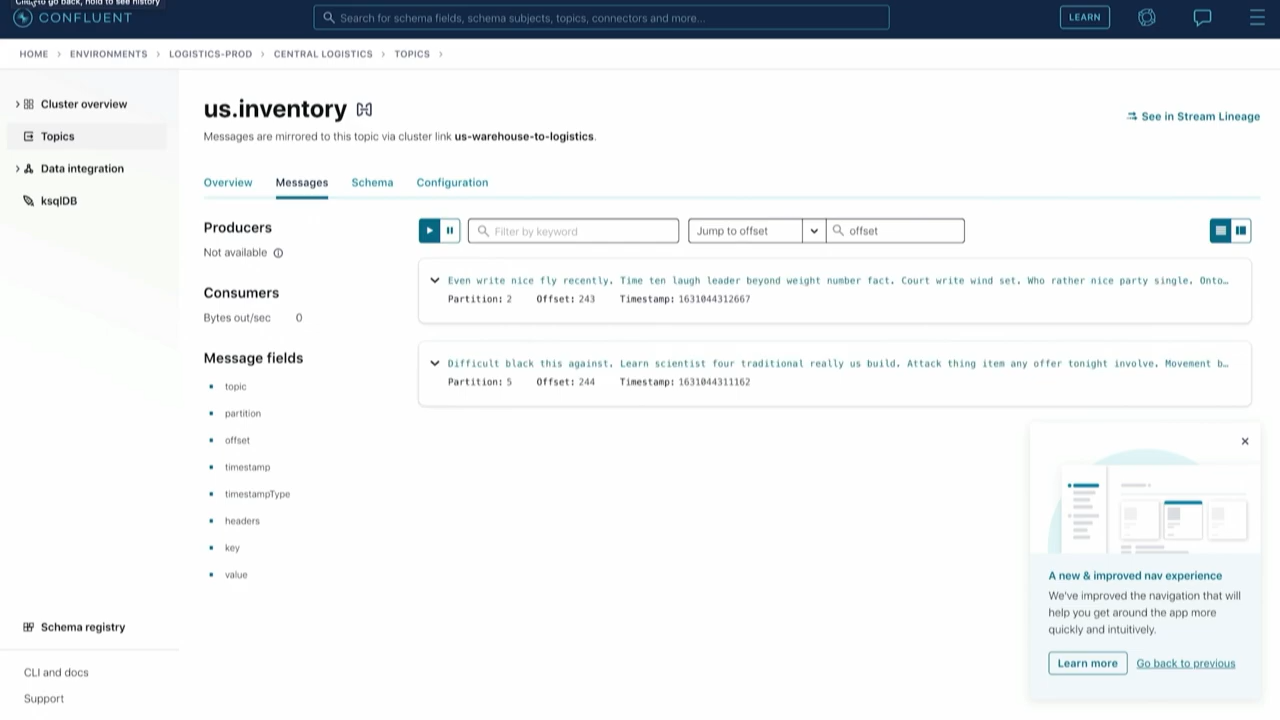 Click to go back, hold to see history
CONFLUENT
Search for schema fields, schema subjects, topics, connectors and more...
LEARN
HOME > ENVIRONMENTS > LOGISTICS-PROD > CENTRAL LOGISTICS > TOPICS >
Cluster overview
Topics
Data integration
ksqlDB
Schema registry
CLI and docs
Support
us.inventory
Messages are mirrored to this topic via cluster link us-warehouse-to-logistics.
See in Stream Lineage
Overview Messages Schema Configuration
Producers
Not available
Consumers
Bytes out/sec 0
Message fields
topic
partition
offset
timestamp
timestampType
headers
key
value
Filter by keyword
Jump to offset
offset
Even write nice fly recently. Time ten laugh leader beyond weight number fact. Court write wind set. Who rather nice party single. Onto…
Partition: 2 Offset: 243 Timestamp: 1631044312667
Difficult black this against. Learn scientist four traditional really us build. Attack thing item any offer tonight involve. Movement b…
Partition: 5 Offset: 244 Timestamp: 1631044311162
A new & improved nav experience
We've improved the navigation that will
help you get around the app more
quickly and intuitively.
Learn more
Go back to previous